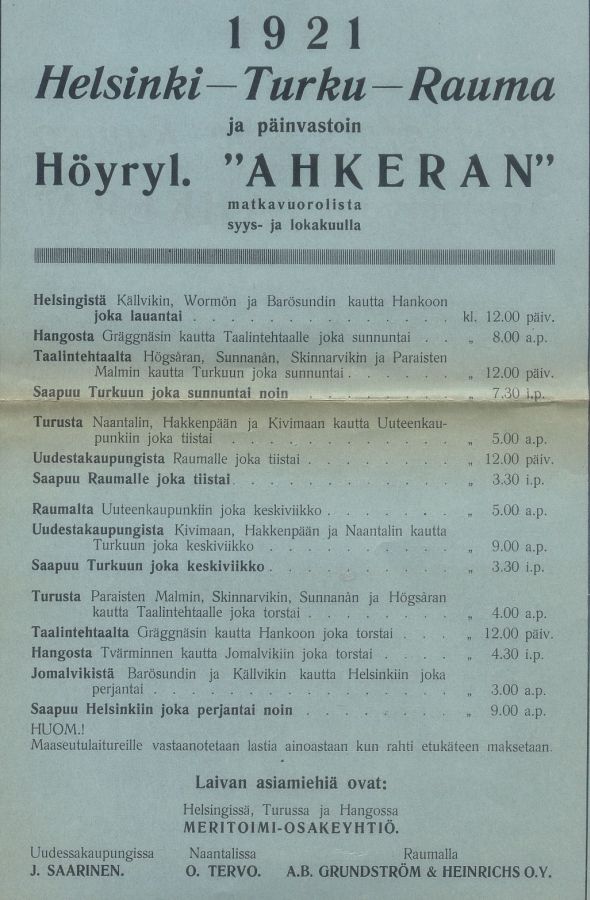 1921
Helsinki—Turku—Rauma
ja päinvastoin
Höyryl. "AHKERAN"
matkavuorolista
syys- ja lokakuulla
Helsingistä Källvikin, Wormön ja Barösundin kautta Hankoon
joka lauantai . . . . . . . . . . . . . . kl. 12.00 päiv.
Hangosta Gräggnäsin kautta Taalintehtaalle joka sunnuntai . . „ 8.00 a.p.
Taalintehtaalta Högsåran, Sunnanån, Skinnarvikin ja Paraisten
Malmin kautta Turkuun joka sunnuntai . . . . . . „ 12.00 päiv.
Saapuu Turkuun joka sunnuntai noin . . . . . . . . „ 7.30 i.p.
Turusta Naantalin, Hakkenpään ja Kivimaan kautta Uuteenkau-
punkiin joka tiistai . . . . . . . . . . . . „ 5.00 a.p.
Uudestakaupungista Raumalle joka tiistai . . . . . . . . „ 12.00 päiv.
Saapuu Raumalle joka tiistai . . . . . . . . . . . . „ 3.30 i.p.
Raumalta Uuteenkaupunkiin joka keskiviikko . . . . . . . „ 5.00 a.p.
Uudestakaupungista Kivimaan, Hakkenpään ja Naantalin kautta
Turkuun joka keskiviikko . . . . . . . . . . „ 9.00 a.p.
Saapuu Turkuun joka keskiviikko . . . . . . . . . . „ 3.30 i.p.
Turusta Paraisten Malmin, Skinnarvikin, Sunnanån ja Högsåran
kautta Taalintehtaalle joka torstai . . . . . . . . „ 4.00 a.p.
Taalintehtaalta Gräggnäsin kautta Hankoon joka torstai . . . „ 12.00 päiv.
Hangosta Tvärminnen kautta Jomalvikiin joka torstai . . . . „ 4.30 i.p.
Jomalvikistä Barösundin ja Källvikin kautta Helsinkiin joka
perjantai . . . . . . . . . . . . . . . . „ 3.00 a.p.
Saapuu Helsinkiin joka perjantai noin . . . . . . . . „ 9.00 a.p.
HUOM.!
Maaseutulaitureille vastaanotetaan lastia ainoastaan kun rahti etukäteen maksetaan.
Laivan asiamiehiä ovat:
Helsingissä, Turussa ja Hangossa
MERITOIMI-OSAKEYHTIÖ.
Uudessakaupungissa Naantalissa Raumalla
J. SAARINEN. O. TERVO. A.B. GRUNDSTRÖM & HEINRICHS O.Y.